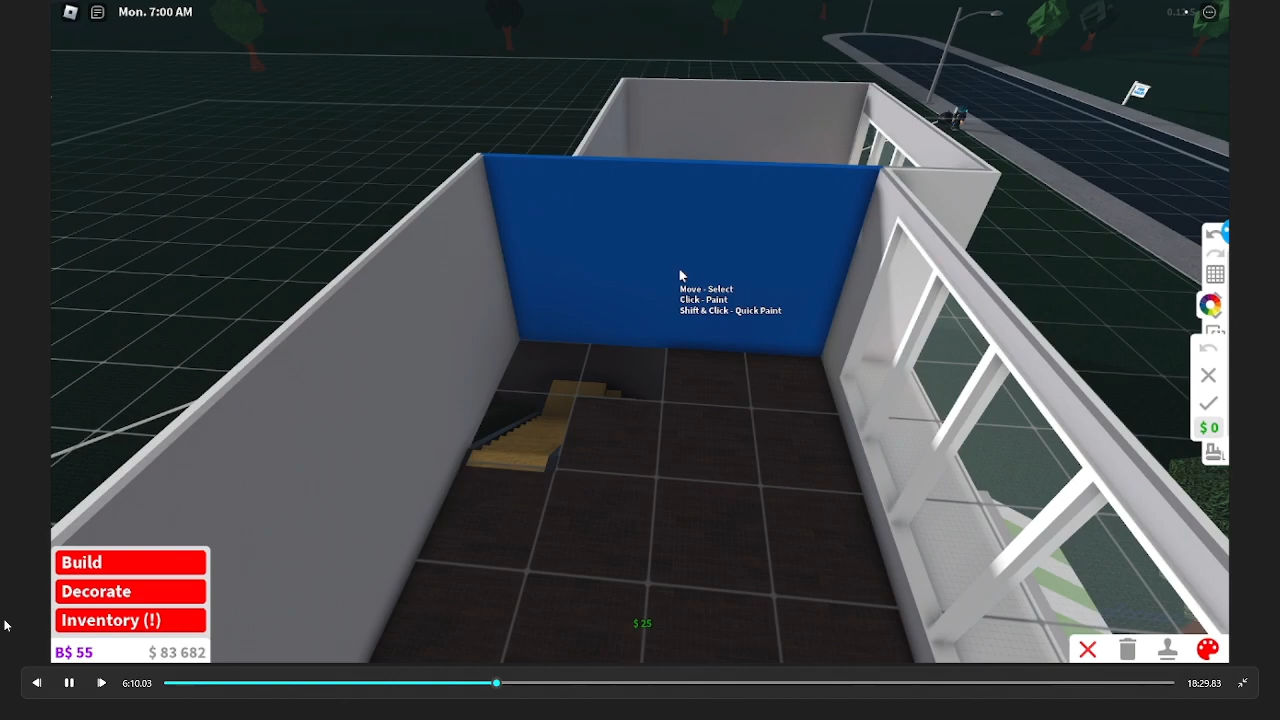 Mon. 7:00 AM
Move - Select
Click - Paint
Shift & Click - Quick Paint
$ 0
Build
Decorate
Inventory (!)
$ 25
B$ 55
$ 83 682
6:10.03
18:29.83